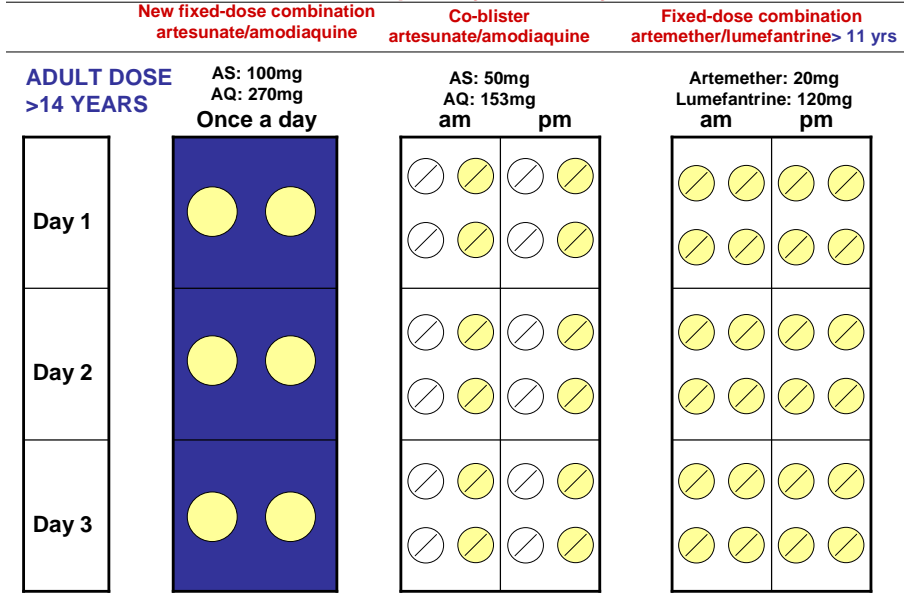 New fixed-dose combination
artesunate/amodiaquine
Co-blister
artesunate/amodiaquine
Fixed-dose combination
artemether/lumefantrine> 11 yrs
ADULT DOSE
>14 YEARS
AS: 100mg
AQ: 270mg
Once a day
AS: 50mg
AQ: 153mg
am pm
Artemether: 20mg
Lumefantrine: 120mg
am pm
Day 1
Day 2
Day 3